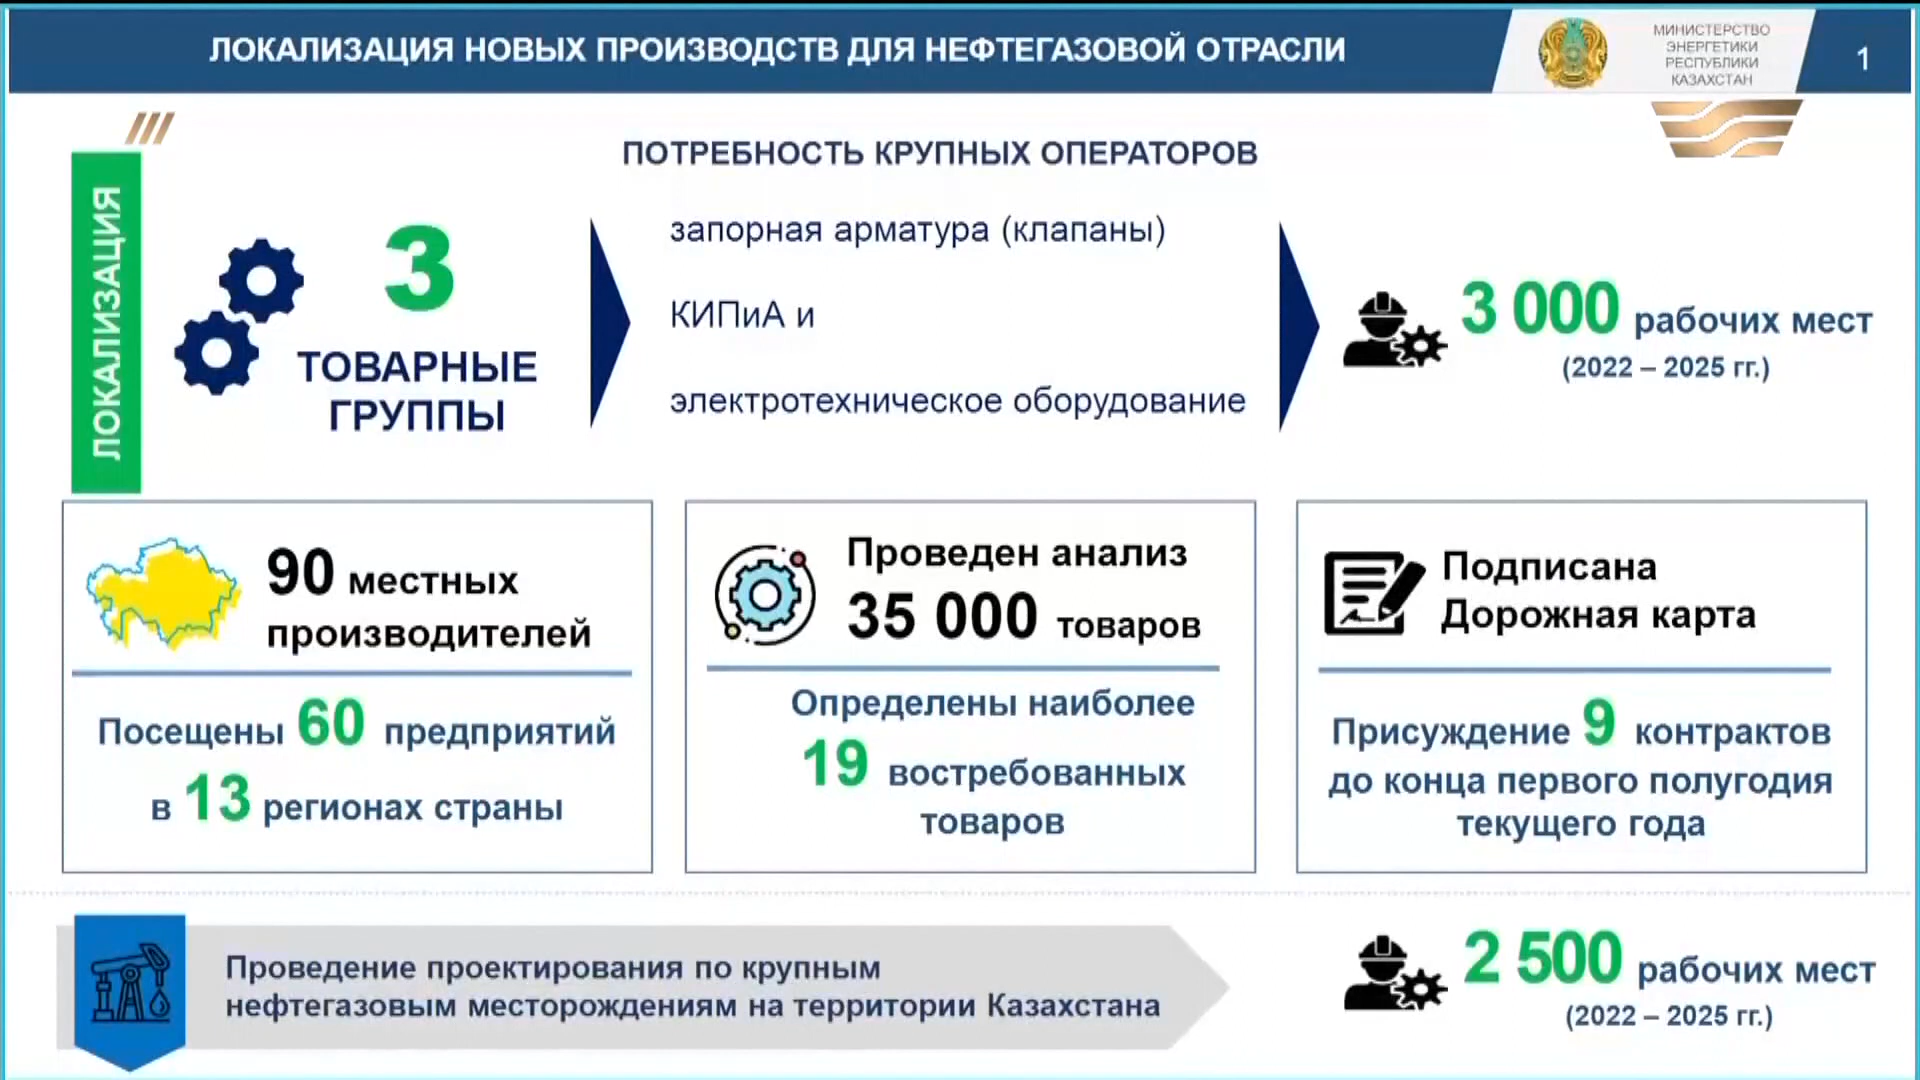 ЛОКАЛИЗАЦИЯ НОВЫХ ПРОИЗВОДСТВ ДЛЯ НЕФТЕГАЗОВОЙ ОТРАСЛИ
МИНИСТЕРСТВО
ЭНЕРГЕТИКИ
РЕСПУБЛИКИ
КАЗАХСТАН
1
ЛОКАЛИЗАЦИЯ
3
ТОВАРНЫЕ
ГРУППЫ
ПОТРЕБНОСТЬ КРУПНЫХ ОПЕРАТОРОВ
запорная арматура (клапаны)
КИПиА и
электротехническое оборудование
3 000 рабочих мест
(2022 – 2025 гг.)
90 местных
производителей
Посещены 60 предприятий
в 13 регионах страны
Проведен анализ
35 000 товаров
Определены наиболее
19 востребованных
товаров
Подписана
Дорожная карта
Присуждение 9 контрактов
до конца первого полугодия
текущего года
Проведение проектирования по крупным
нефтегазовым месторождениям на территории Казахстана
2 500 рабочих мест
(2022 – 2025 гг.)